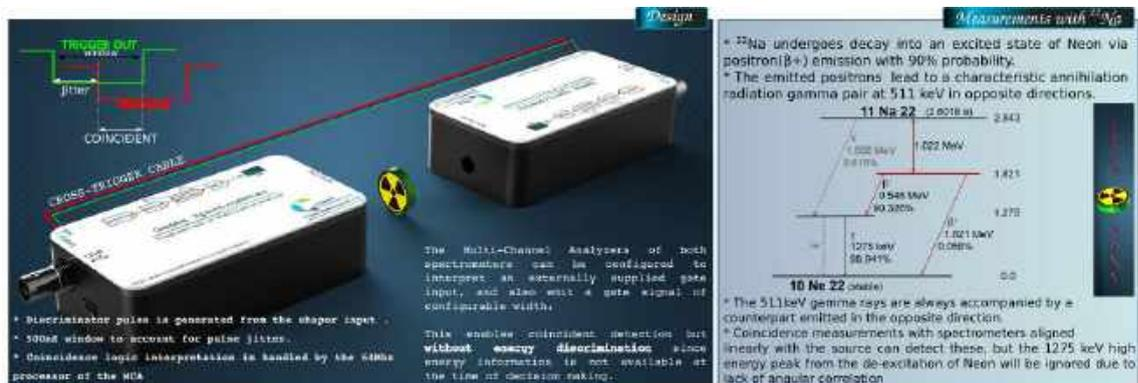 Design
TRIGGER OUT
Jitter
COINCIDENT
CROSS-TRIGGER CABLE
The Multi-Channel Analyzers of both
spectrometers can be configured to
interpret an externally supplied gate
input, and also emit a gate signal of
configurable width.
This enables coincident detection but
without energy discrimination since
energy information is not available at
the time of decision making.
* Discriminator pulse is generated from the shaper input .
* 500nS window to account for pulse jitter.
* Coincidence logic interpretation is handled by the 64Mhz
processor of the MCA
Measurements with ²²Na
* ²²Na undergoes decay into an excited state of Neon via
positron(β+) emission with 90% probability.
* The emitted positrons lead to a characteristic annihilation
radiation gamma pair at 511 keV in opposite directions.
11 Na 22
2.843
1.022 MeV
1.821
0.546 MeV
90.326%
1.275
1.821 MeV
0.056%
γ
1275 keV
99.941%
0.0
10 Ne 22 (stable)
* The 511keV gamma rays are always accompanied by a
counterpart emitted in the opposite direction.
* Coincidence measurements with spectrometers aligned
linearly with the source can detect these, but the 1275 keV high
energy peak from the de-excitation of Neon will be ignored due to
lack of angular correlation